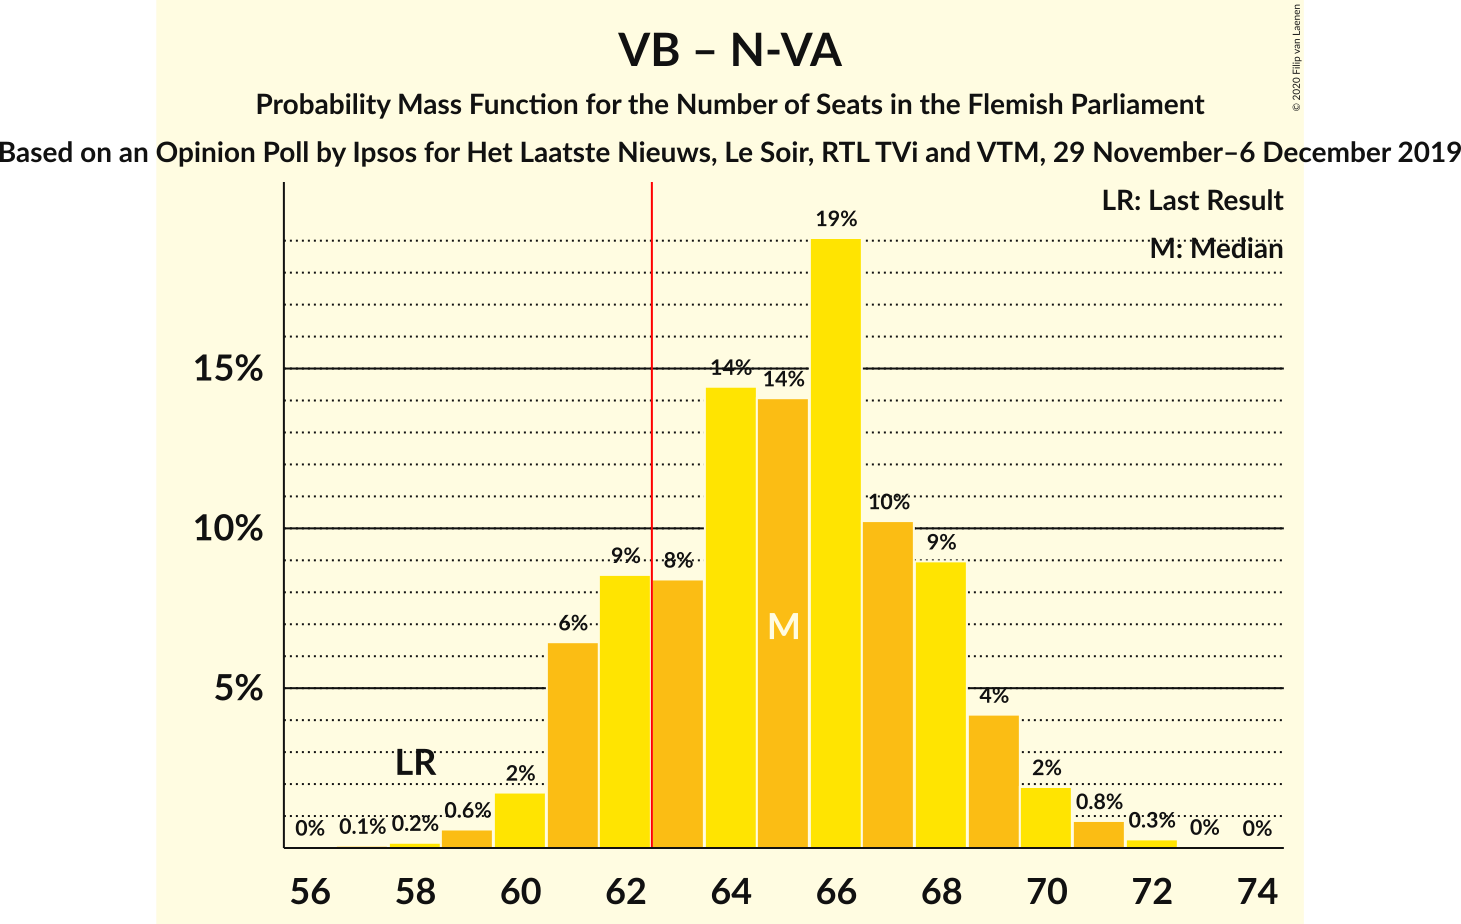 VB – N-VA
Probability Mass Function for the Number of Seats in the Flemish Parliament
Based on an Opinion Poll by Ipsos for Het Laatste Nieuws, Le Soir, RTL TVi and VTM, 29 November–6 December 2019
© 2020 Filip van Laenen
LR: Last Result
M: Median
19%
15%
14%
14%
10%
10%
9%
9%
8%
6%
M
5%
4%
LR
2%
2%
0.6%
0.8%
0%
0.1%
0.2%
0.3%
0%
0%
56 58 60 62 64 66 68 70 72 74